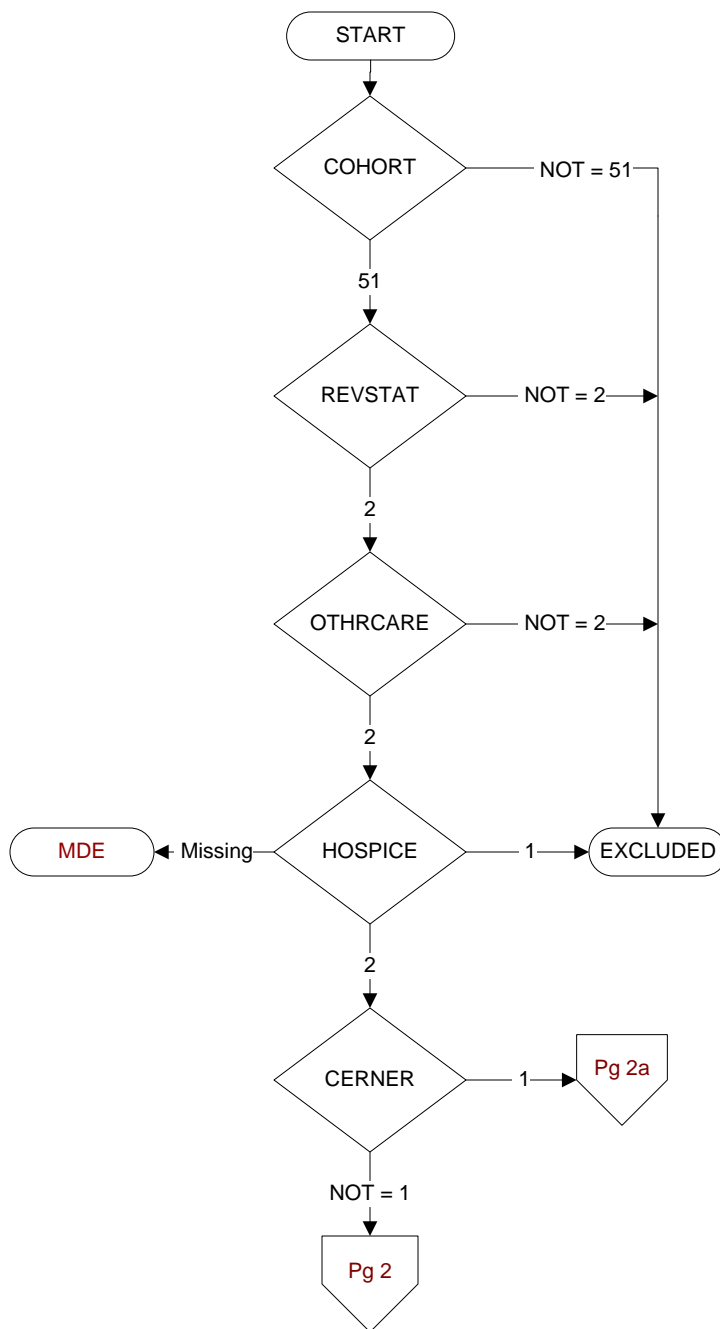 START
COHORT
NOT = 51
51
REVSTAT
NOT = 2
2
OTHRCARE
NOT = 2
2
MDE
Missing
HOSPICE
1
EXCLUDED
2
CERNER
1
Pg 2a
NOT = 1
Pg 2